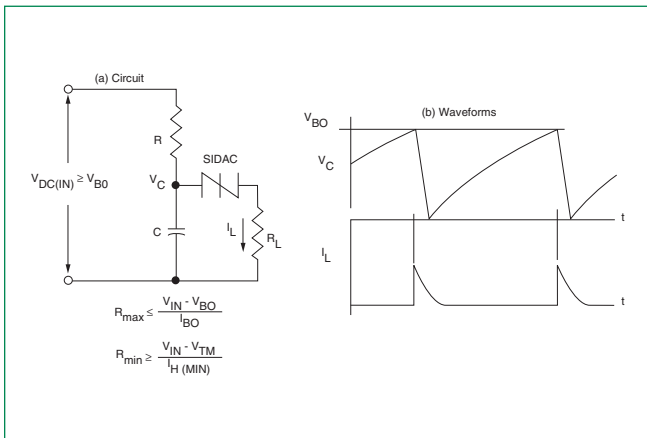 (a) Circuit
R
SIDAC
V_DC(IN) ≥ V_B0
V_C
C
I_L
R_L
R_max ≤ (V_IN - V_BO) / I_BO
R_min ≥ (V_IN - V_TM) / I_H (MIN)
(b) Waveforms
V_BO
V_C
t
I_L
t